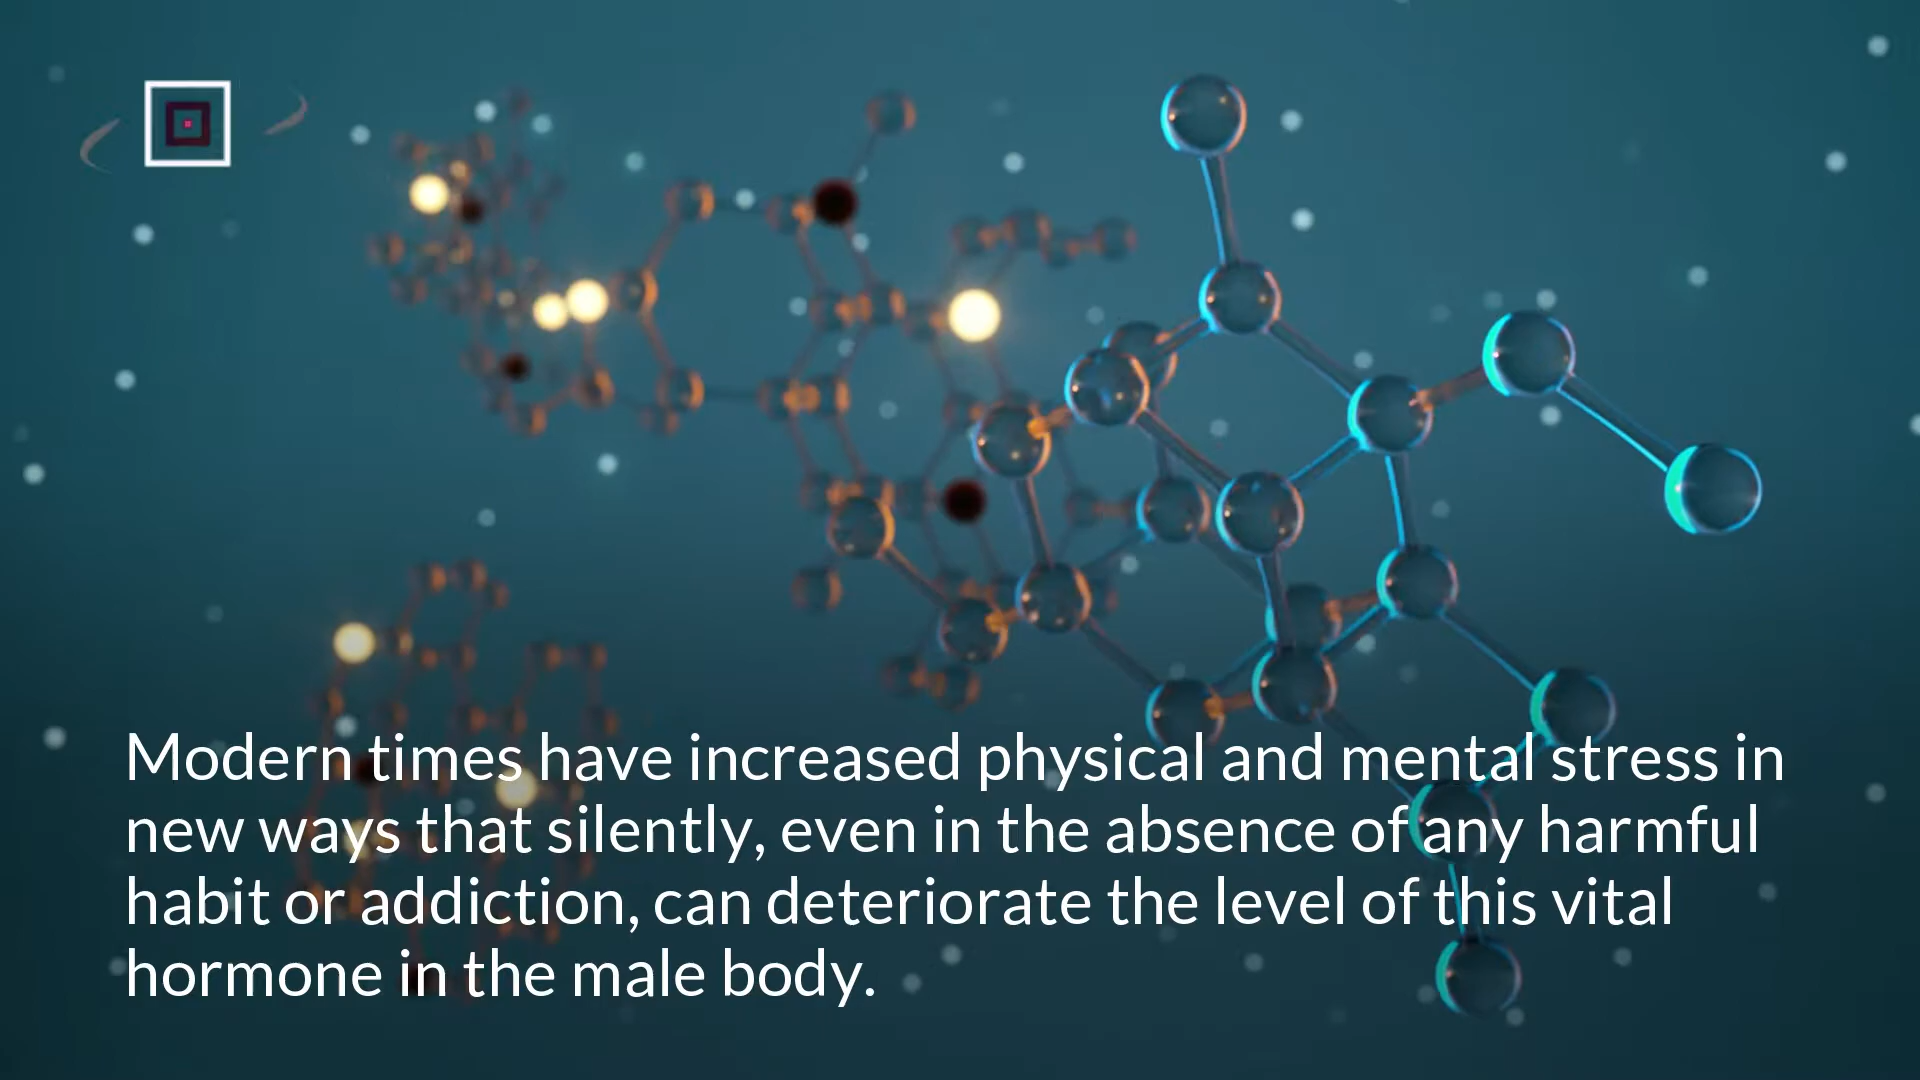 Modern times have increased physical and mental stress in
new ways that silently, even in the absence of any harmful
habit or addiction, can deteriorate the level of this vital
hormone in the male body.